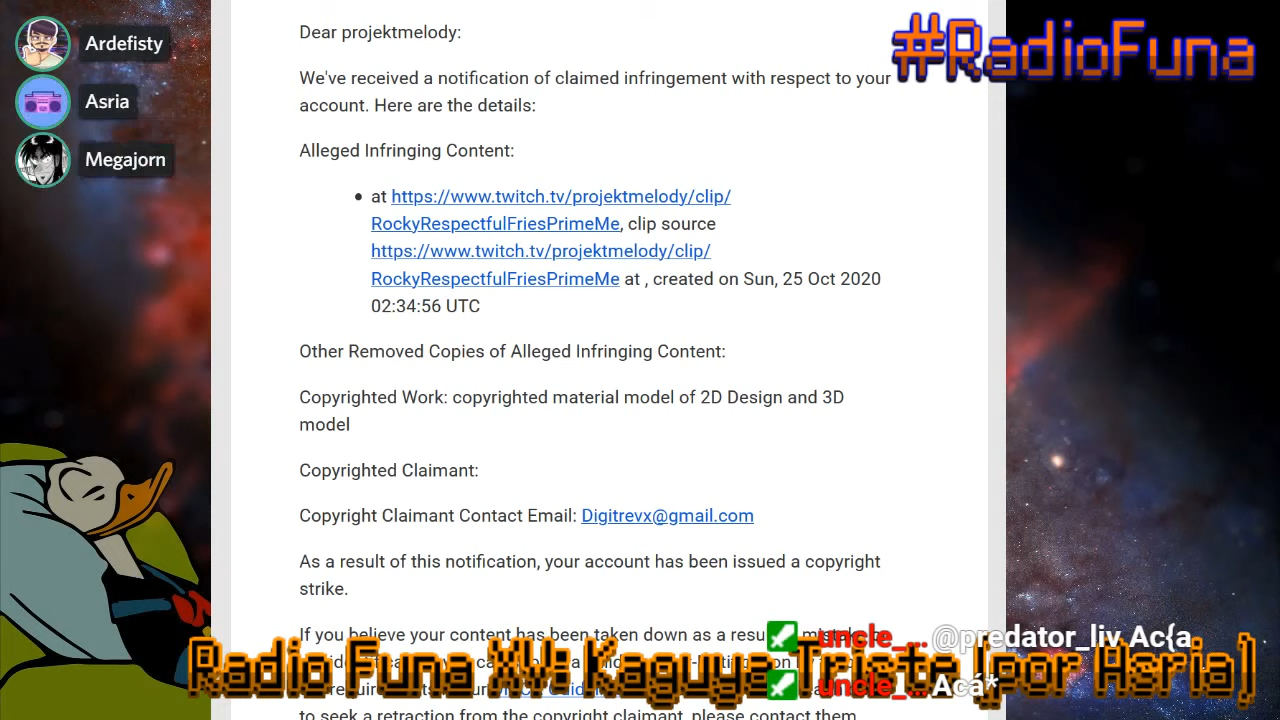 Ardefisty
Asria
Megajorn
#RadioFuna
Dear projektmelody:
We've received a notification of claimed infringement with respect to your
account. Here are the details:
Alleged Infringing Content:
• at https://www.twitch.tv/projektmelody/clip/
RockyRespectfulFriesPrimeMe, clip source
https://www.twitch.tv/projektmelody/clip/
RockyRespectfulFriesPrimeMe at , created on Sun, 25 Oct 2020
02:34:56 UTC
Other Removed Copies of Alleged Infringing Content:
Copyrighted Work: copyrighted material model of 2D Design and 3D
model
Copyrighted Claimant:
Copyright Claimant Contact Email: Digitrevx@gmail.com
As a result of this notification, your account has been issued a copyright
strike.
If you believe your content has been taken down as a
uncle_... @predator_liv Ac{a
Radio Funa XV: Kaguya Triste (por Asria)
uncle_... Acá*
to seek a retraction from the copyright claimant, please contact them